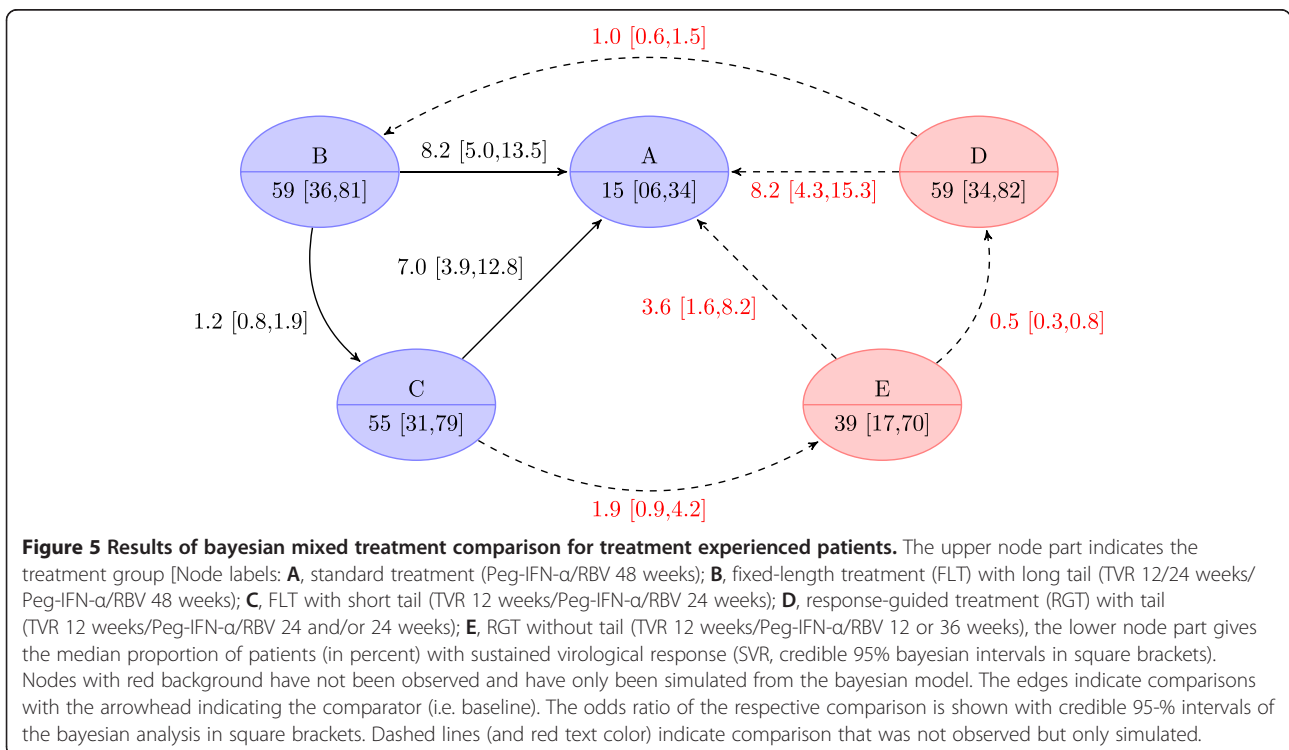 1.0 [0.6,1.5]
B
59 [36,81]
8.2 [5.0,13.5]
A
15 [06,34]
8.2 [4.3,15.3]
D
59 [34,82]
7.0 [3.9,12.8]
3.6 [1.6,8.2]
1.2 [0.8,1.9]
0.5 [0.3,0.8]
C
55 [31,79]
E
39 [17,70]
1.9 [0.9,4.2]
Figure 5 Results of bayesian mixed treatment comparison for treatment experienced patients. The upper node part indicates the
treatment group [Node labels: A, standard treatment (Peg-IFN-α/RBV 48 weeks); B, fixed-length treatment (FLT) with long tail (TVR 12/24 weeks/
Peg-IFN-α/RBV 48 weeks); C, FLT with short tail (TVR 12 weeks/Peg-IFN-α/RBV 24 weeks); D, response-guided treatment (RGT) with tail
(TVR 12 weeks/Peg-IFN-α/RBV 24 and/or 24 weeks); E, RGT without tail (TVR 12 weeks/Peg-IFN-α/RBV 12 or 36 weeks), the lower node part gives
the median proportion of patients (in percent) with sustained virological response (SVR, credible 95% bayesian intervals in square brackets).
Nodes with red background have not been observed and have only been simulated from the bayesian model. The edges indicate comparisons
with the arrowhead indicating the comparator (i.e. baseline). The odds ratio of the respective comparison is shown with credible 95-% intervals of
the bayesian analysis in square brackets. Dashed lines (and red text color) indicate comparison that was not observed but only simulated.